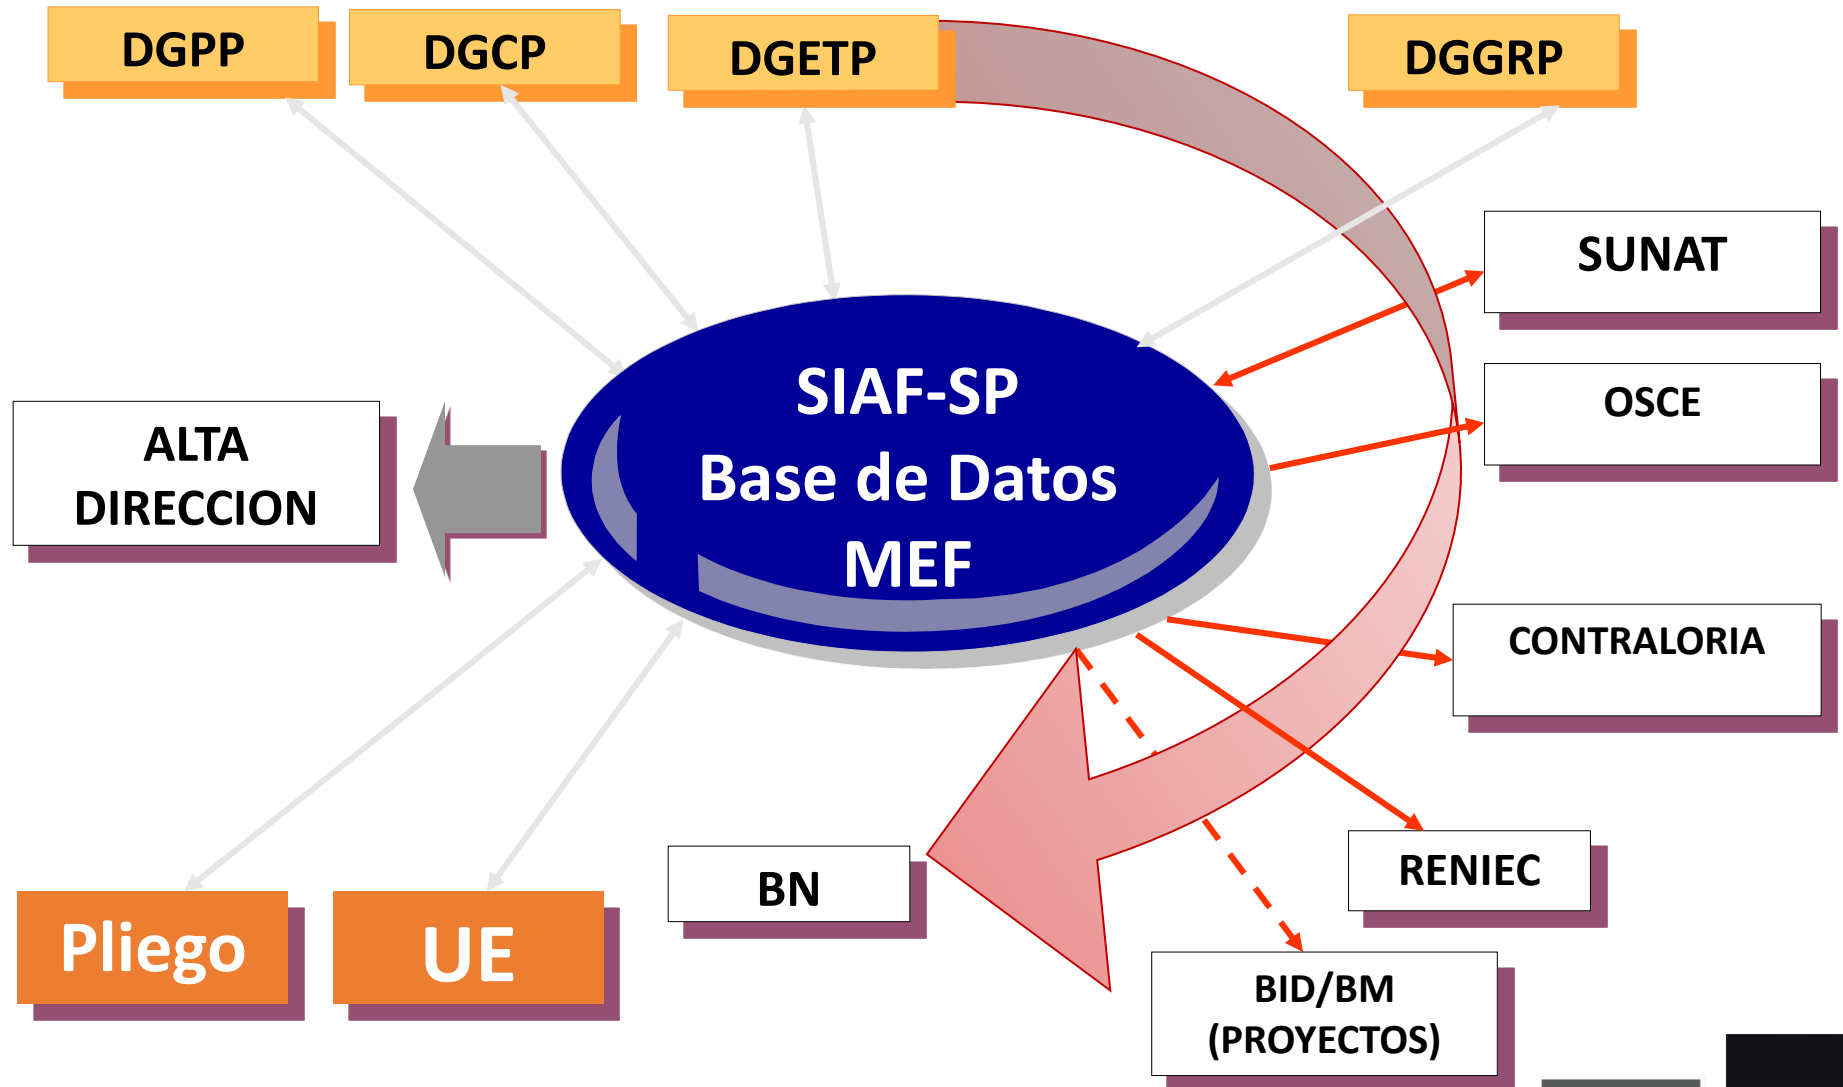 DGPP
DGCP
DGETP
DGGRP
SUNAT
OSCE
SIAF-SP
Base de Datos
MEF
ALTA
DIRECCION
CONTRALORIA
RENIEC
BN
Pliego
UE
BID/BM
(PROYECTOS)